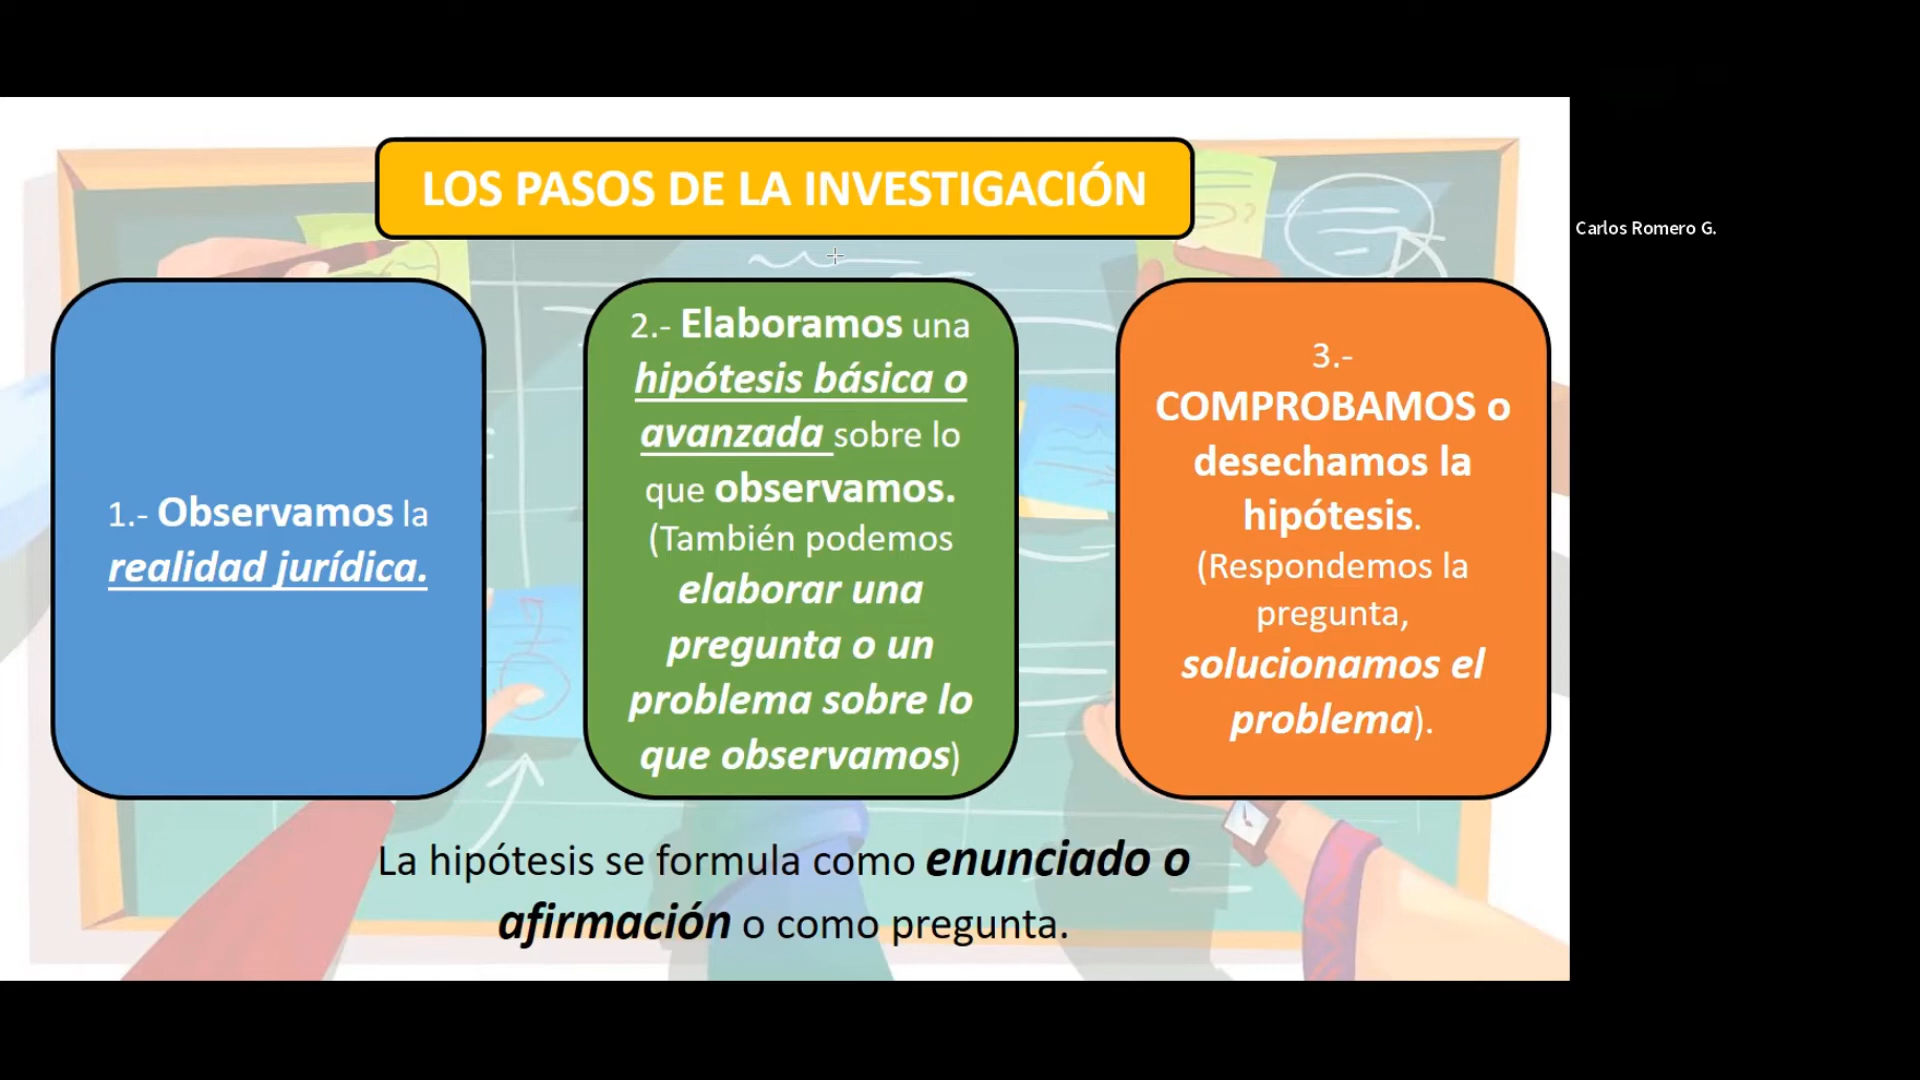 LOS PASOS DE LA INVESTIGACIÓN
Carlos Romero G.
1.- Observamos la
realidad jurídica.
2.- Elaboramos una
hipótesis básica o
avanzada sobre lo
que observamos.
(También podemos
elaborar una
pregunta o un
problema sobre lo
que observamos)
3.-
COMPROBAMOS o
desechamos la
hipótesis.
(Respondemos la
pregunta,
solucionamos el
problema).
La hipótesis se formula como enunciado o
afirmación o como pregunta.